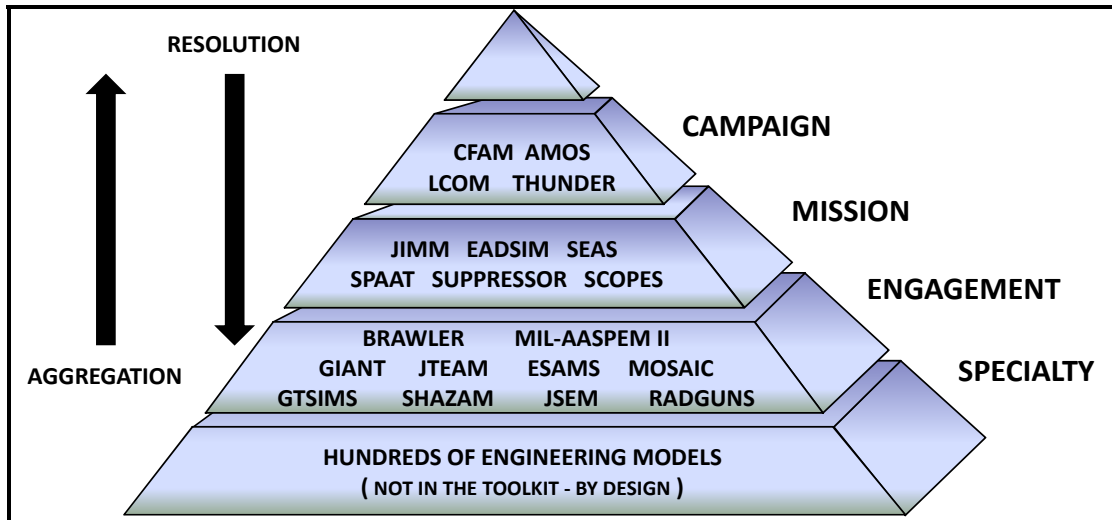 RESOLUTION
AGGREGATION
CAMPAIGN
CFAM AMOS
LCOM THUNDER
MISSION
JIMM EADSIM SEAS
SPAAT SUPPRESSOR SCOPES
ENGAGEMENT
BRAWLER MIL-AASPEM II
GIANT JTEAM ESAMS MOSAIC
GTSIMS SHAZAM JSEM RADGUNS
SPECIALTY
HUNDREDS OF ENGINEERING MODELS
( NOT IN THE TOOLKIT - BY DESIGN )